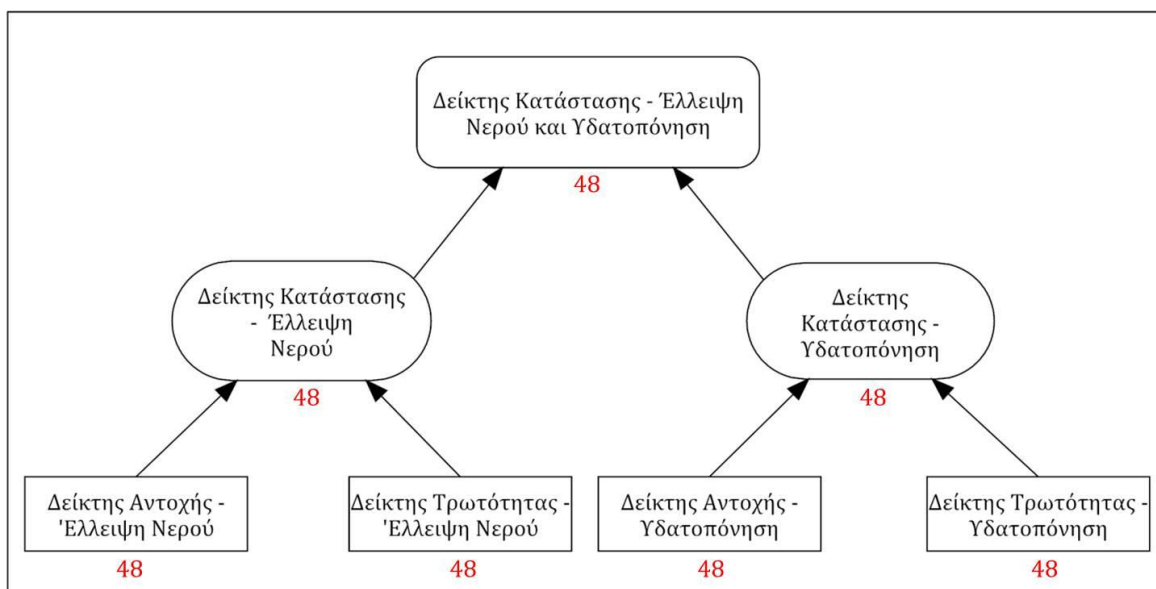 Δείκτης Κατάστασης - Έλλειψη
Νερού και Υδατοπόνηση
48
Δείκτης Κατάστασης
- Έλλειψη
Νερού
48
Δείκτης
Κατάστασης -
Υδατοπόνηση
48
Δείκτης Αντοχής -
'Ελλειψη Νερού
48
Δείκτης Τρωτότητας -
'Ελλειψη Νερού
48
Δείκτης Αντοχής -
Υδατοπόνηση
48
Δείκτης Τρωτότητας -
Υδατοπόνηση
48